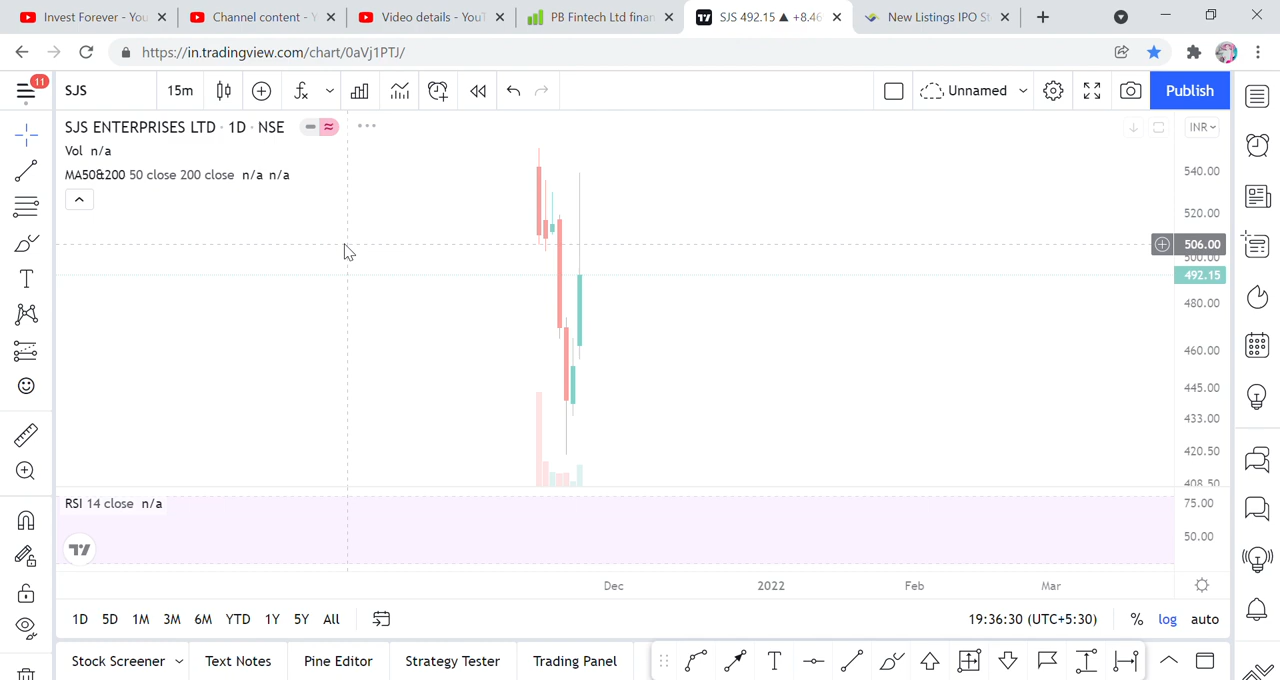 Invest Forever - You
Channel content - Y
Video details - YouT
PB Fintech Ltd finan
SJS 492.15 ▲ +8.46
New Listings IPO St
https://in.tradingview.com/chart/0aVj1PTJ/
11
SJS
15m
Unnamed
Publish
SJS ENTERPRISES LTD · 1D · NSE
INR
Vol n/a
MA50&200 50 close 200 close n/a n/a
540.00
520.00
506.00
500.00
492.15
480.00
460.00
445.00
433.00
420.50
408.50
RSI 14 close n/a
75.00
50.00
Dec
2022
Feb
Mar
1D 5D 1M 3M 6M YTD 1Y 5Y All
19:36:30 (UTC+5:30)
% log auto
Stock Screener
Text Notes
Pine Editor
Strategy Tester
Trading Panel